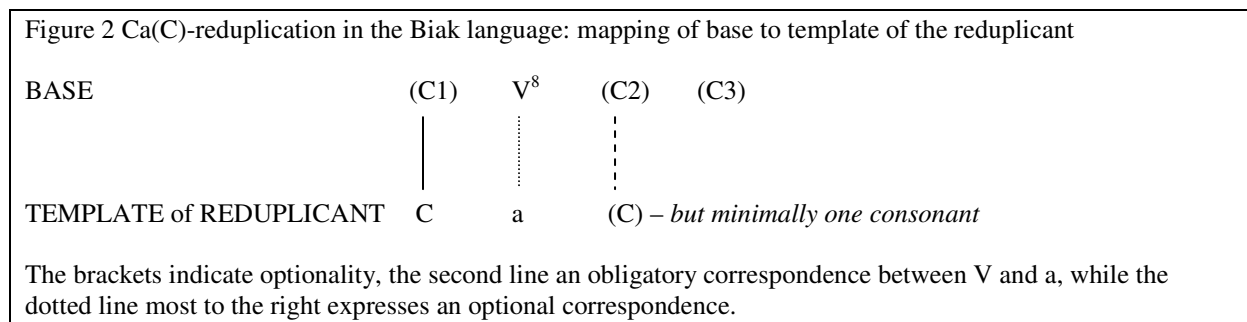 Figure 2 Ca(C)-reduplication in the Biak language: mapping of base to template of the reduplicant
BASE (C1) V⁸ (C2) (C3)
TEMPLATE of REDUPLICANT C a (C) – but minimally one consonant
The brackets indicate optionality, the second line an obligatory correspondence between V and a, while the
dotted line most to the right expresses an optional correspondence.